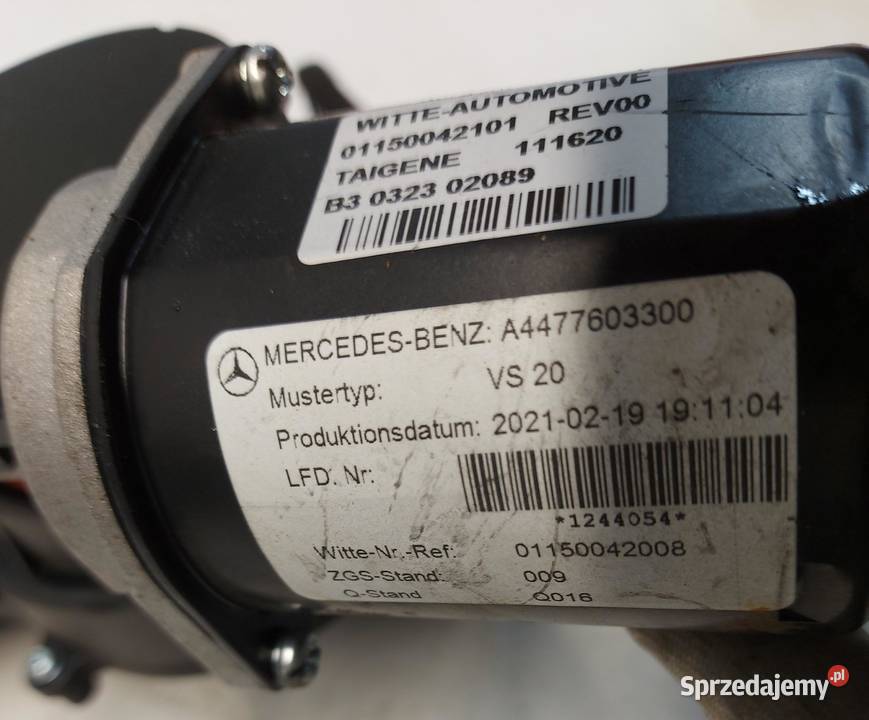 WITTE-AUTOMOTIVE
01150042101 REV00
TAIGENE 111620
B3 0323 02089
MERCEDES-BENZ: A4477603300
Mustertyp: VS 20
Produktionsdatum: 2021-02-19 19:11:04
LFD. Nr:
*1244054*
Witte-Nr.-Ref: 01150042008
ZGS-Stand: 009
Q-Stand Q016
Sprzedajemy.pl